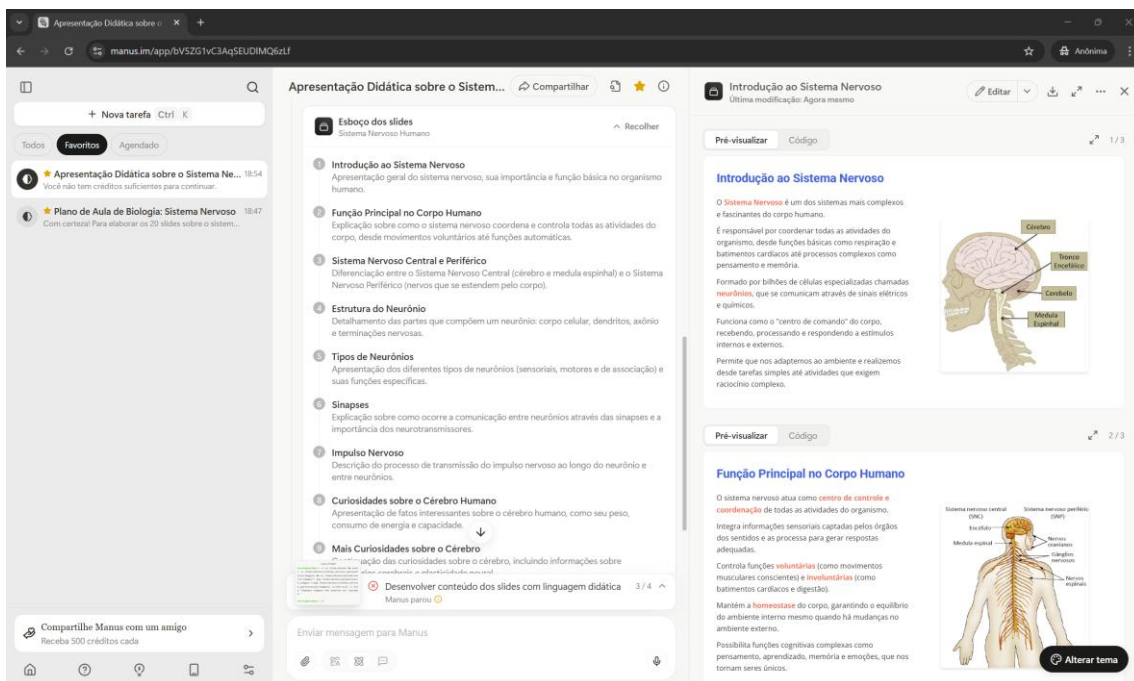 Apresentação Didática sobre o
manus.im/app/bVSZG1vC3AqSEUDIMQ6zLf
Anônima
+ Nova tarefa Ctrl K
Todos Favoritos Agendado
Apresentação Didática sobre o Sistema Ne... 18:54
Você não tem créditos suficientes para continuar.
Plano de Aula de Biologia: Sistema Nervoso 18:47
Com certeza! Para elaborar os 20 slides sobre o sistem...
Compartilhe Manus com um amigo
Receba 500 créditos cada
Apresentação Didática sobre o Sistem... Compartilhar
Esboço dos slides
Sistema Nervoso Humano
Recolher
1 Introdução ao Sistema Nervoso
Apresentação geral do sistema nervoso, sua importância e função básica no organismo
humano.
2 Função Principal no Corpo Humano
Explicação sobre como o sistema nervoso coordena e controla todas as atividades do
corpo, desde movimentos voluntários até funções automáticas.
3 Sistema Nervoso Central e Periférico
Diferenciação entre o Sistema Nervoso Central (cérebro e medula espinhal) e o Sistema
Nervoso Periférico (nervos que se estendem pelo corpo).
4 Estrutura do Neurônio
Detalhamento das partes que compõem um neurônio: corpo celular, dendritos, axônio
e terminações nervosas.
5 Tipos de Neurônios
Apresentação dos diferentes tipos de neurônios (sensoriais, motores e de associação) e
suas funções específicas.
6 Sinapses
Explicação sobre como ocorre a comunicação entre neurônios através das sinapses e a
importância dos neurotransmissores.
7 Impulso Nervoso
Descrição do processo de transmissão do impulso nervoso ao longo do neurônio e
entre neurônios.
8 Curiosidades sobre o Cérebro Humano
Apresentação de fatos interessantes sobre o cérebro humano, como seu peso,
consumo de energia e capacidade.
9 Mais Curiosidades sobre o Cérebro
Continuação das curiosidades sobre o cérebro, incluindo informações sobre
Desenvolver conteúdo dos slides com linguagem didática 3 / 4
Manus parou
Enviar mensagem para Manus
Introdução ao Sistema Nervoso
Última modificação: Agora mesmo
Editar
Pré-visualizar Código 1/3
Introdução ao Sistema Nervoso
O Sistema Nervoso é um dos sistemas mais complexos
e fascinantes do corpo humano.
É responsável por coordenar todas as atividades do
organismo, desde funções básicas como respiração e
batimentos cardíacos até processos complexos como
pensamento e memória.
Formado por bilhões de células especializadas chamadas
neurônios, que se comunicam através de sinais elétricos
e químicos.
Funciona como o "centro de comando" do corpo,
recebendo, processando e respondendo a estímulos
internos e externos.
Permite que nos adaptemos ao ambiente e realizemos
desde tarefas simples até atividades que exigem
raciocínio complexo.
Cérebro
Tronco
Encefálico
Cerebelo
Medula
Espinhal
Pré-visualizar Código 2/3
Função Principal no Corpo Humano
O sistema nervoso atua como centro de controle e
coordenação de todas as atividades do organismo.
Integra informações sensoriais captadas pelos órgãos
dos sentidos e as processa para gerar respostas
adequadas.
Controla funções voluntárias (como movimentos
musculares conscientes) e involuntárias (como
batimentos cardíacos e digestão).
Mantém a homeostase do corpo, garantindo o equilíbrio
do ambiente interno mesmo quando há mudanças no
ambiente externo.
Possibilita funções cognitivas complexas como
pensamento, aprendizado, memória e emoções, que nos
tornam seres únicos.
Sistema nervoso central
(SNC)
Sistema nervoso periféric
(SNP)
Encéfalo
Medula espinal
Nervos
cranianos
Gânglios
nervosos
Nervos
espinais
Alterar tema